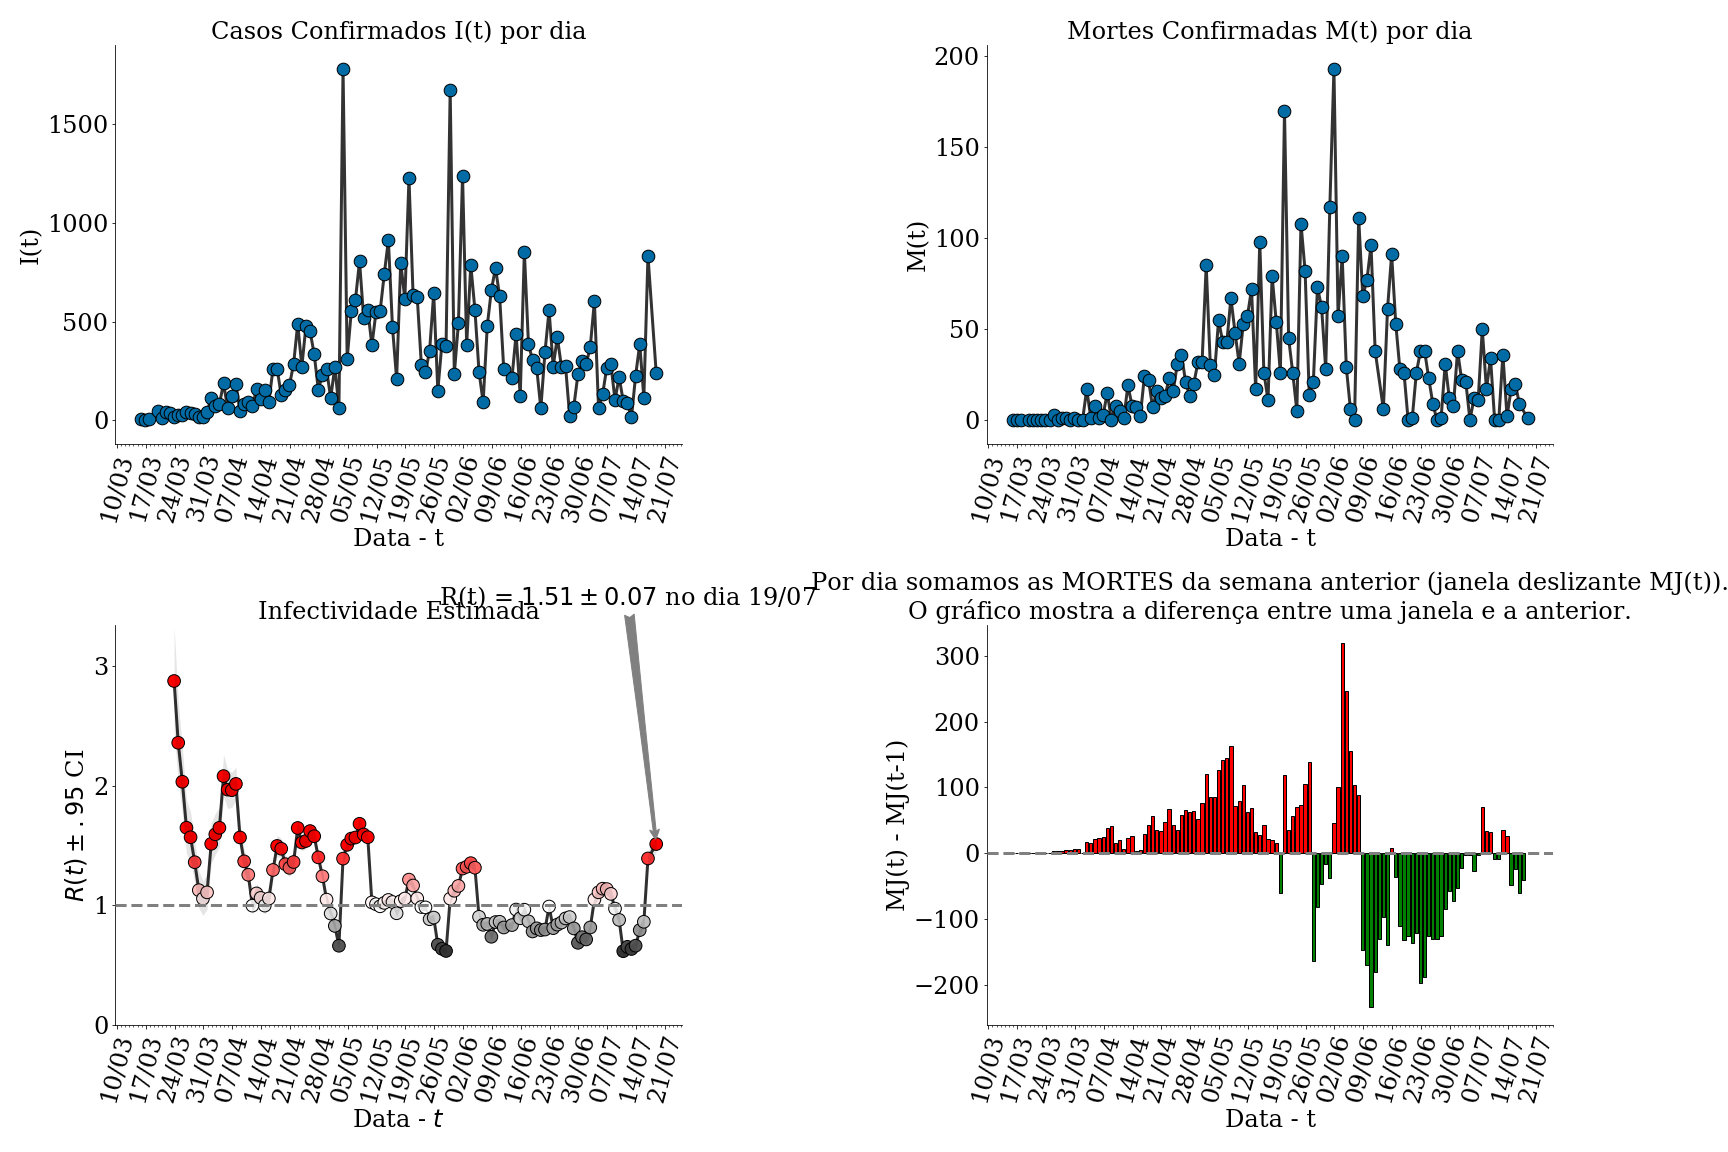 Casos Confirmados I(t) por dia
I(t)
1500
1000
500
0
10/03 17/03 24/03 31/03 07/04 14/04 21/04 28/04 05/05 12/05 19/05 26/05 02/06 09/06 16/06 23/06 30/06 07/07 14/07 21/07
Data - t
Mortes Confirmadas M(t) por dia
M(t)
200
150
100
50
0
10/03 17/03 24/03 31/03 07/04 14/04 21/04 28/04 05/05 12/05 19/05 26/05 02/06 09/06 16/06 23/06 30/06 07/07 14/07 21/07
Data - t
R(t) = 1.51 ± 0.07 no dia 19/07
Infectividade Estimada
R(t) ± .95 CI
3
2
1
0
10/03 17/03 24/03 31/03 07/04 14/04 21/04 28/04 05/05 12/05 19/05 26/05 02/06 09/06 16/06 23/06 30/06 07/07 14/07 21/07
Data - t
Por dia somamos as MORTES da semana anterior (janela deslizante MJ(t)).
O gráfico mostra a diferença entre uma janela e a anterior.
MJ(t) - MJ(t-1)
300
200
100
0
−100
−200
10/03 17/03 24/03 31/03 07/04 14/04 21/04 28/04 05/05 12/05 19/05 26/05 02/06 09/06 16/06 23/06 30/06 07/07 14/07 21/07
Data - t